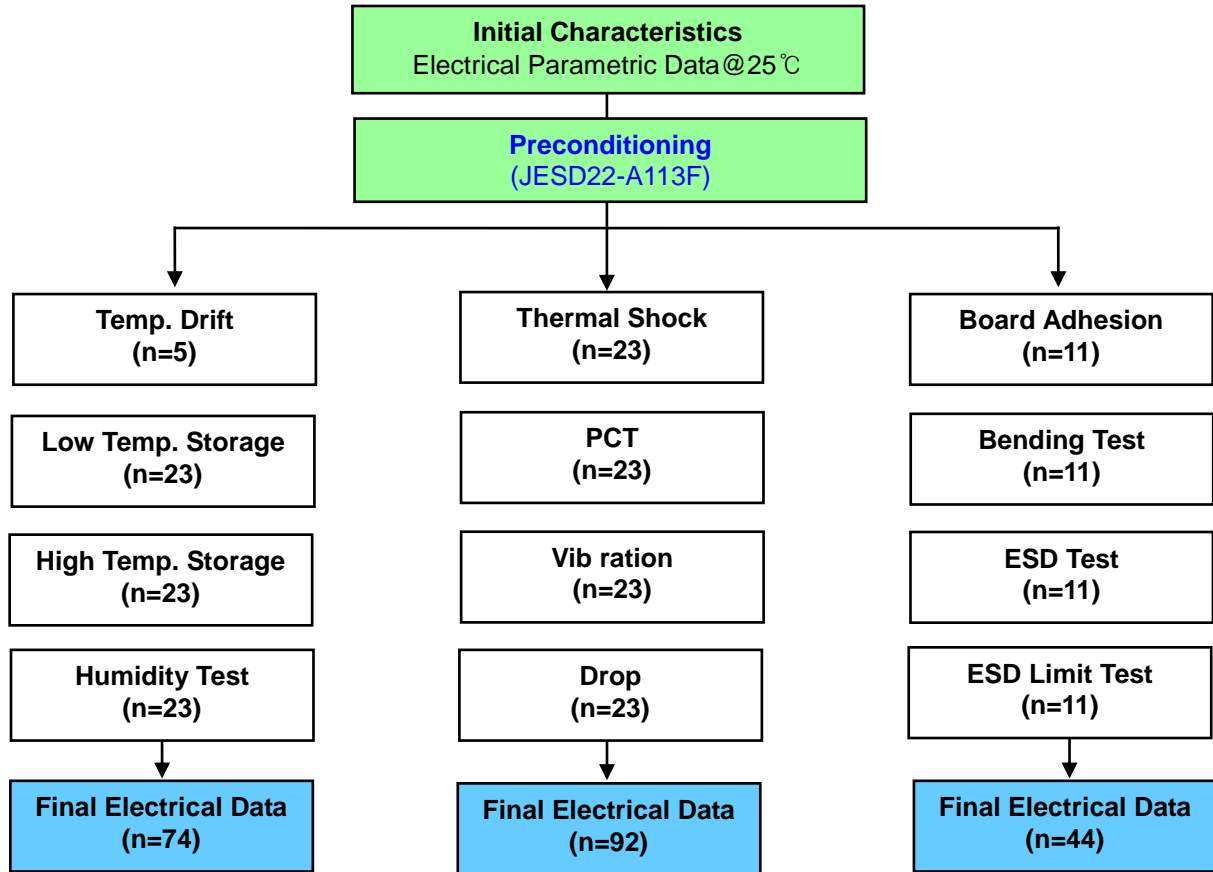 Initial Characteristics
Electrical Parametric Data@25℃
Preconditioning
(JESD22-A113F)
Temp. Drift
(n=5)
Low Temp. Storage
(n=23)
High Temp. Storage
(n=23)
Humidity Test
(n=23)
Final Electrical Data
(n=74)
Thermal Shock
(n=23)
PCT
(n=23)
Vib ration
(n=23)
Drop
(n=23)
Final Electrical Data
(n=92)
Board Adhesion
(n=11)
Bending Test
(n=11)
ESD Test
(n=11)
ESD Limit Test
(n=11)
Final Electrical Data
(n=44)